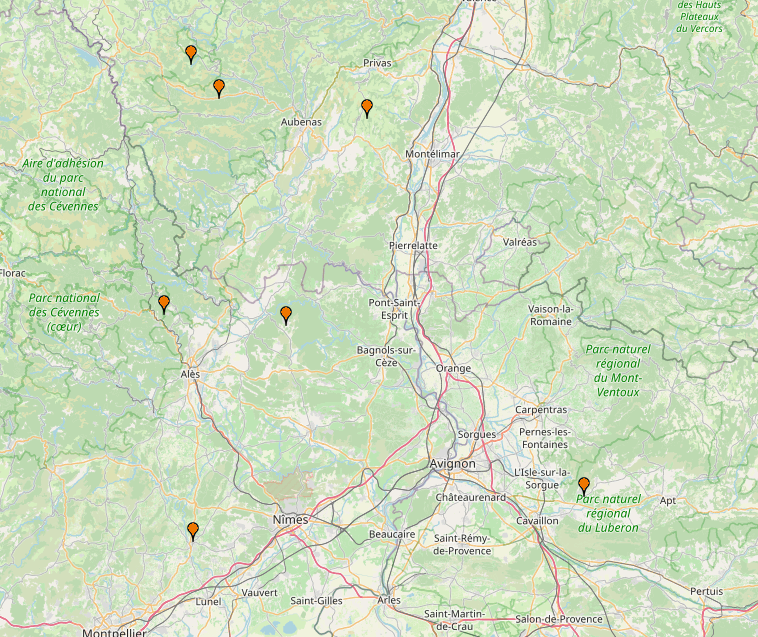 des Hauts
Plateaux
du Vercors
Privas
Aubenas
Montélimar
Aire d'adhésion
du parc
national
des Cévennes
Pierrelatte
Valréas
Florac
Parc national
des Cévennes
(cœur)
Pont-Saint-
Esprit
Vaison-la-
Romaine
Bagnols-sur-
Cèze
Parc naturel
régional
du Mont-
Ventoux
Alès
Orange
Carpentras
Sorgues
Pernes-les-
Fontaines
Avignon
L'Isle-sur-la-
Sorgue
Châteaurenard
Parc naturel
régional
du Luberon
Apt
Cavaillon
Nîmes
Beaucaire
Saint-Rémy-
de-Provence
Vauvert
Lunel
Saint-Gilles
Arles
Pertuis
Saint-Martin-
de-Crau
Salon-de-Provence
Montpellier